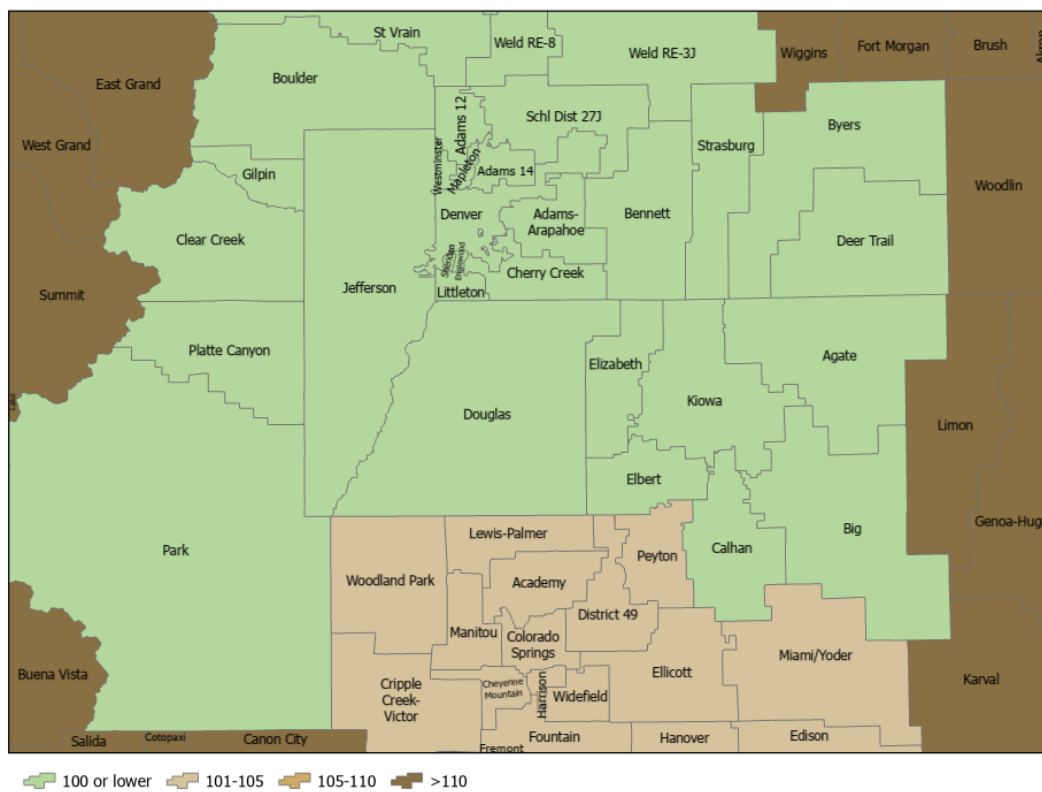 St Vrain
Weld RE-8
Weld RE-3J
Wiggins
Fort Morgan
Brush
Akron
East Grand
Boulder
Adams 12
Schl Dist 27J
Byers
West Grand
Westminster
Mapleton
Strasburg
Gilpin
Adams 14
Woodlin
Denver
Adams-
Arapahoe
Bennett
Clear Creek
Deer Trail
Sheridan
Englewood
Cherry Creek
Summit
Jefferson
Littleton
Platte Canyon
Elizabeth
Agate
Lake
Douglas
Kiowa
Limon
Elbert
Genoa-Hug
Park
Lewis-Palmer
Peyton
Calhan
Big
Woodland Park
Academy
District 49
Manitou
Colorado
Springs
Miami/Yoder
Buena Vista
Cripple
Creek-
Victor
Cheyenne
Mountain
Harrison
Widefield
Ellicott
Karval
Salida
Cotopaxi
Canon City
Fremont
Fountain
Hanover
Edison
100 or lower
101-105
105-110
>110